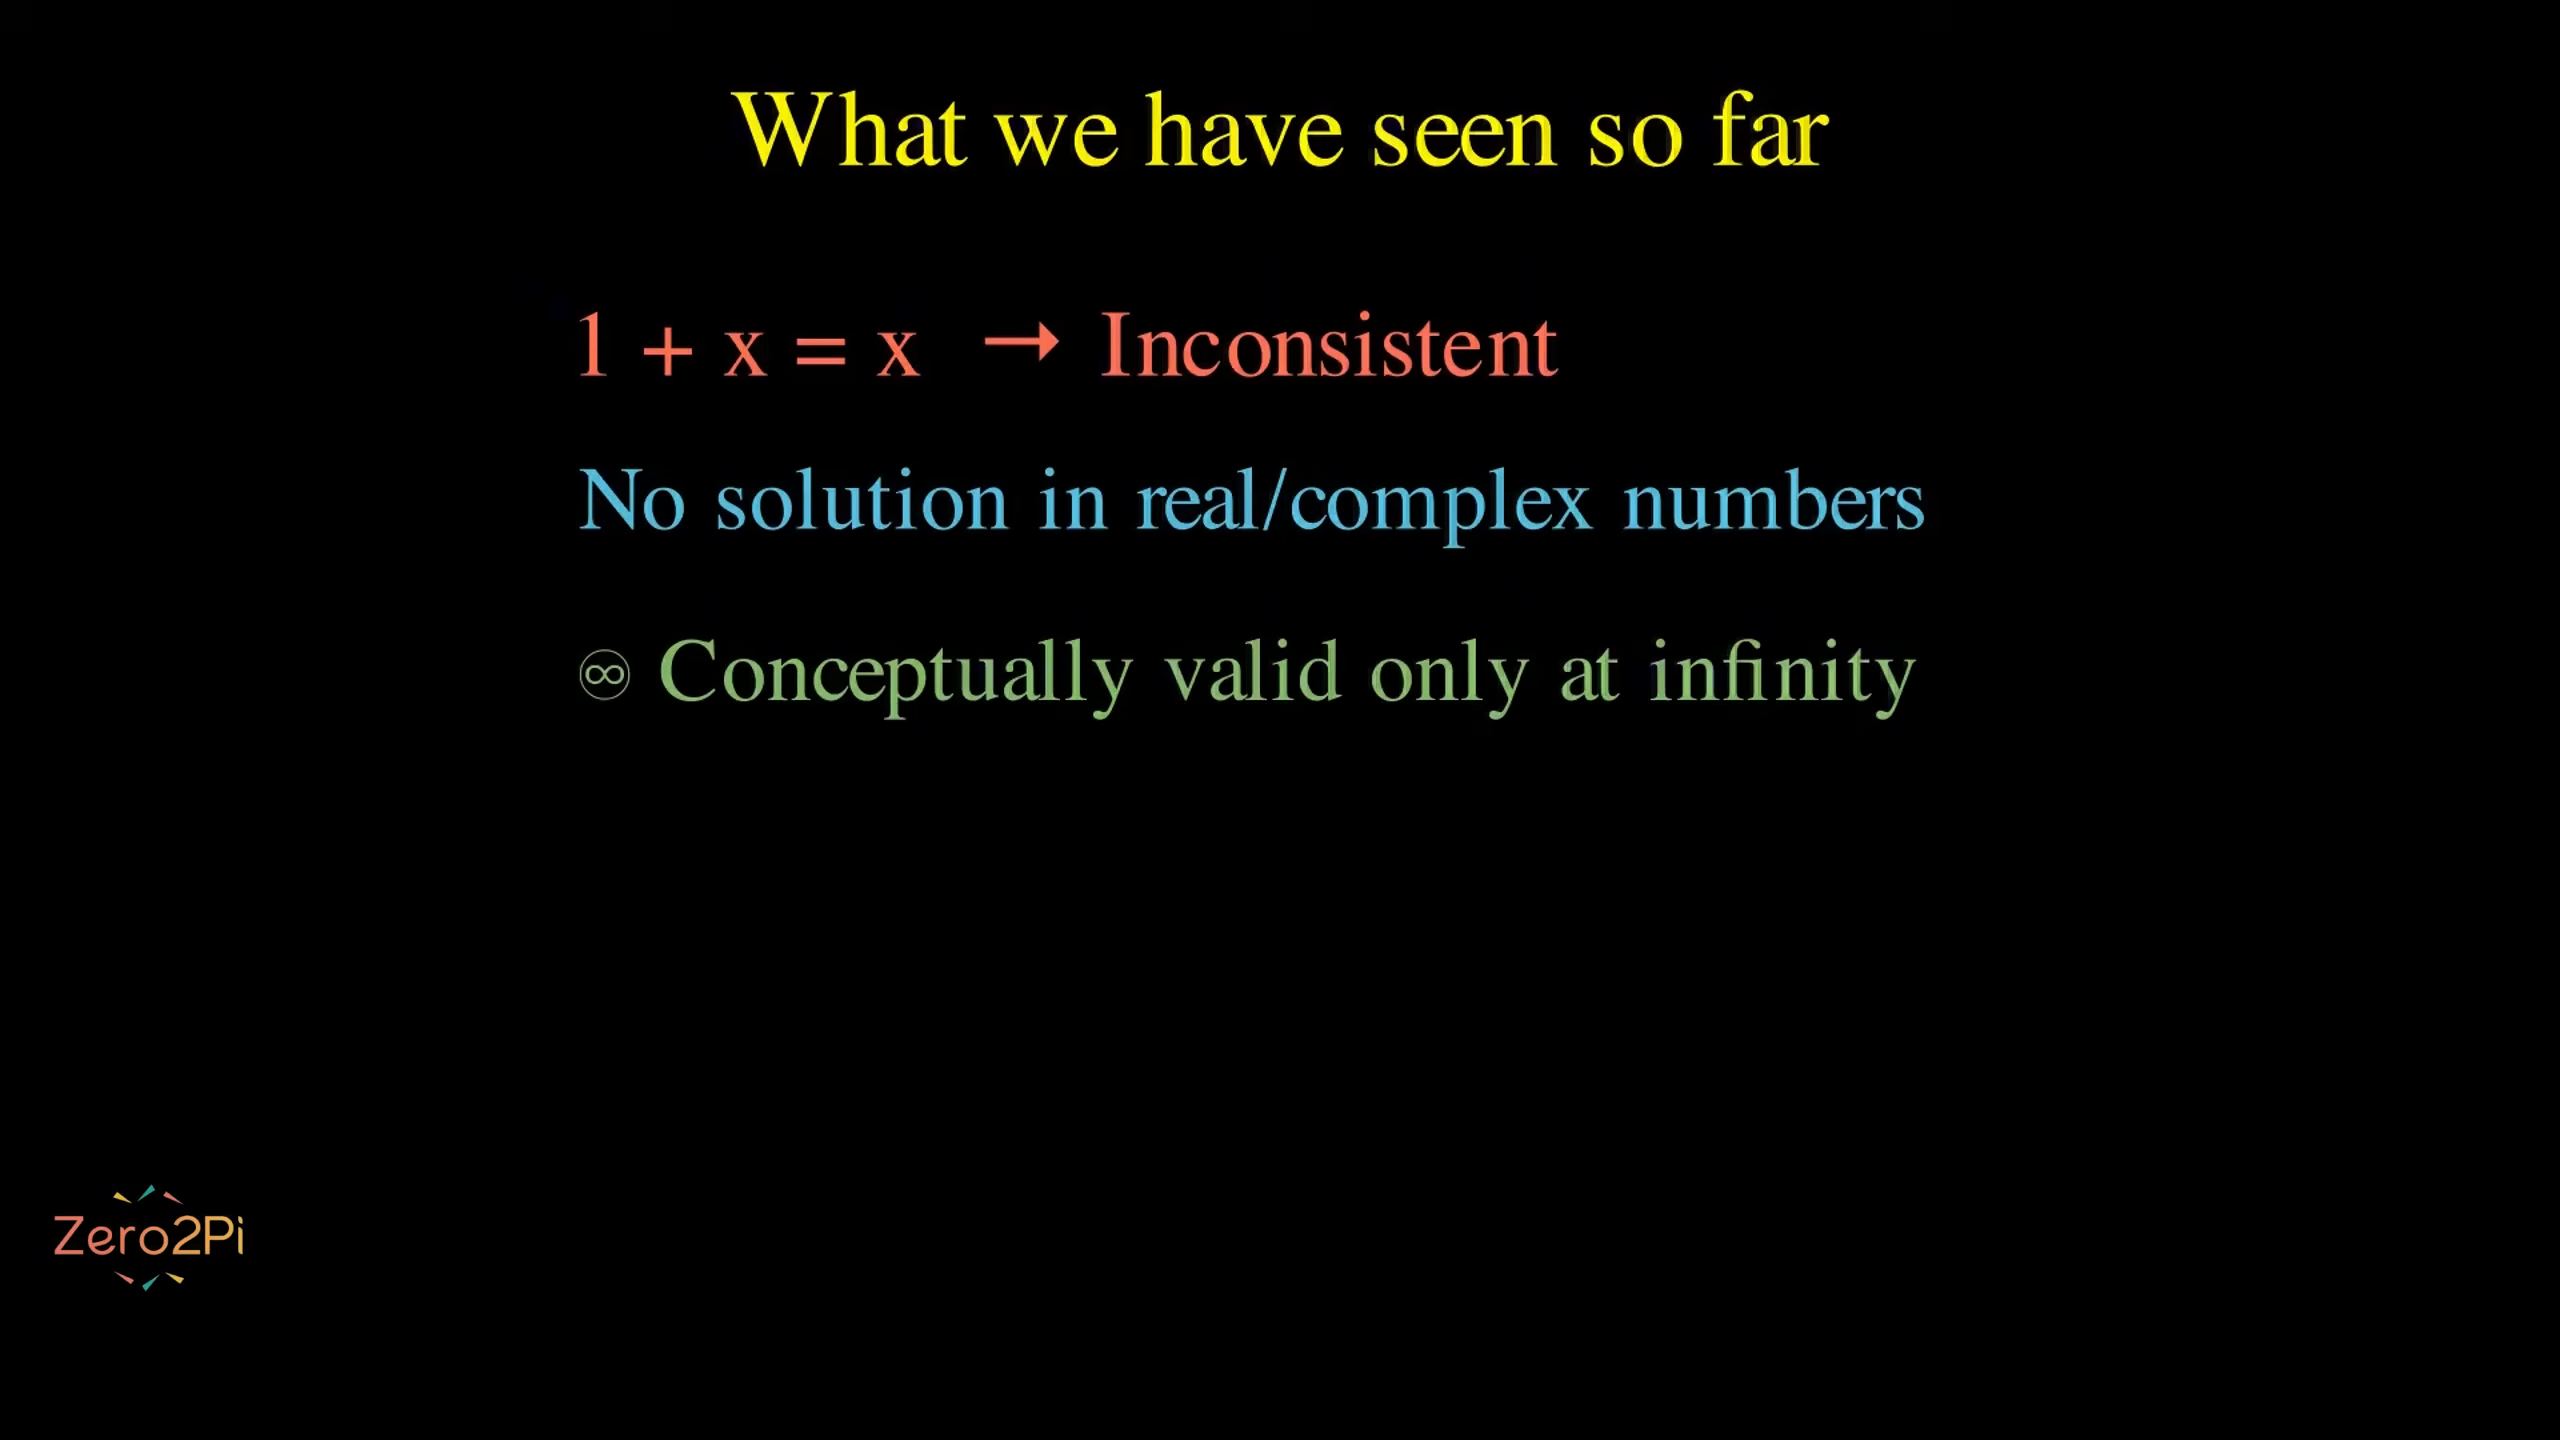 What we have seen so far
1 + x = x → Inconsistent
No solution in real/complex numbers
♾ Conceptually valid only at infinity
Zero2Pi